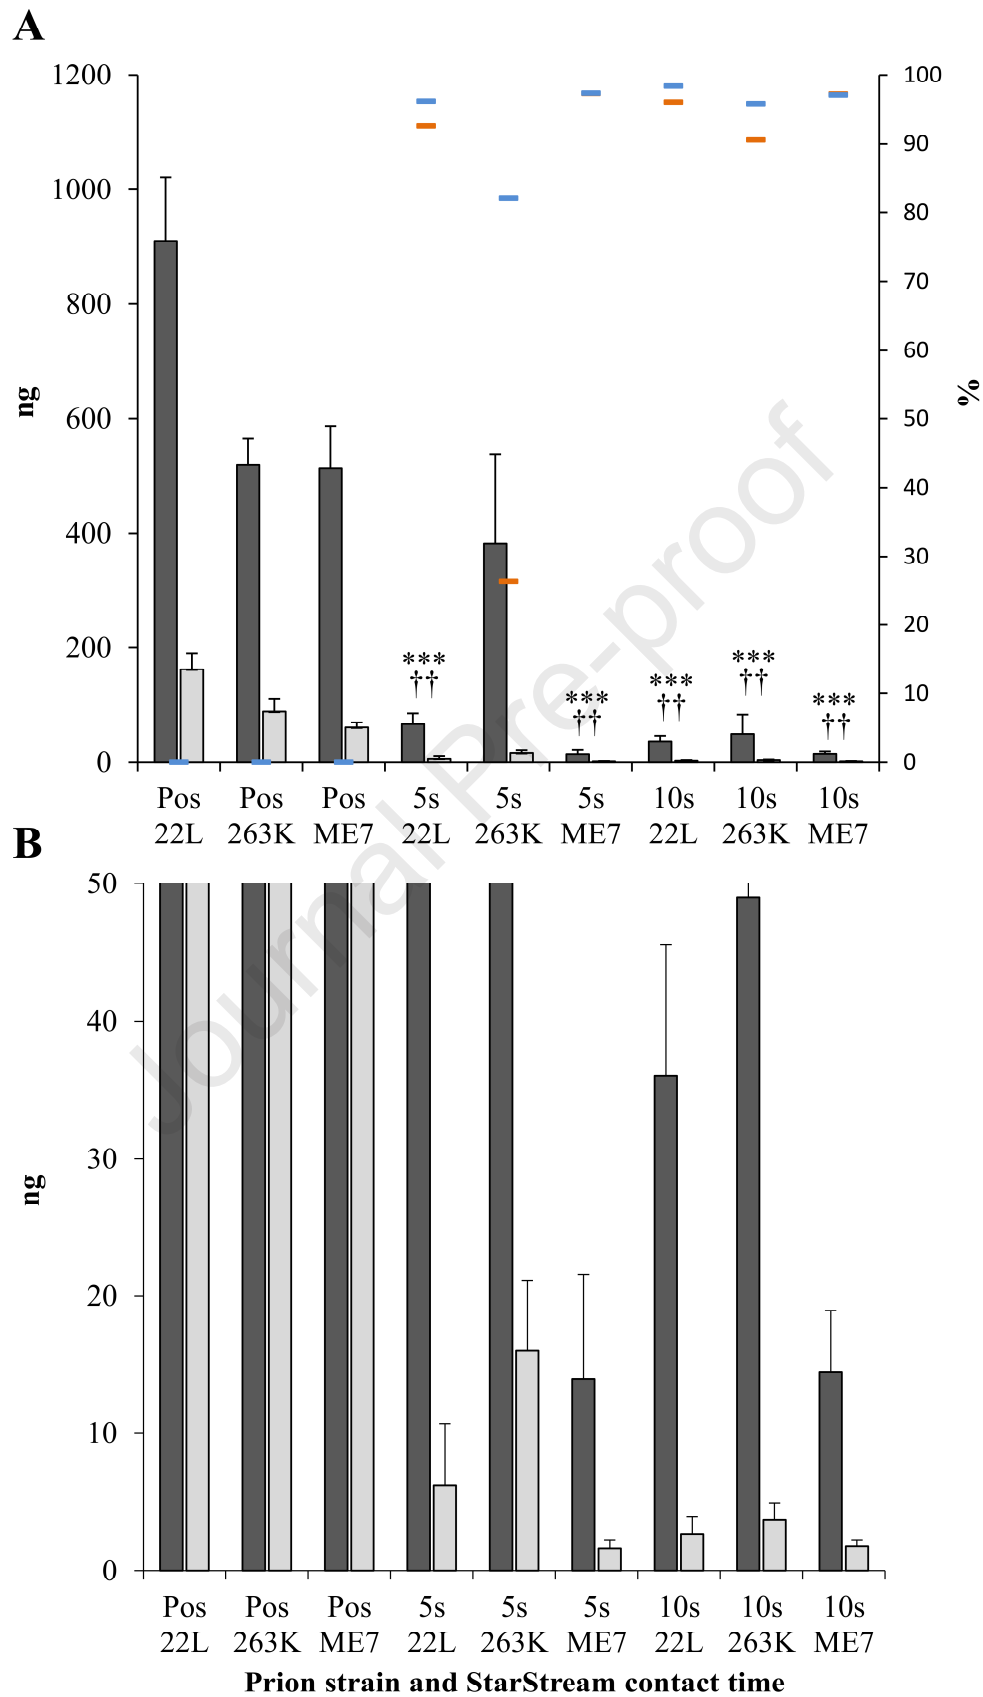 A
1200
1000
800
600
400
200
0
ng
100
90
80
70
60
50
40
30
20
10
0
%
*** *** *** *** ***
†† †† †† †† ††
Pos Pos Pos 5s 5s 5s 10s 10s 10s
22L 263K ME7 22L 263K ME7 22L 263K ME7
Journal Pre-proof
B
50
40
30
20
10
0
ng
Pos Pos Pos 5s 5s 5s 10s 10s 10s
22L 263K ME7 22L 263K ME7 22L 263K ME7
Prion strain and StarStream contact time